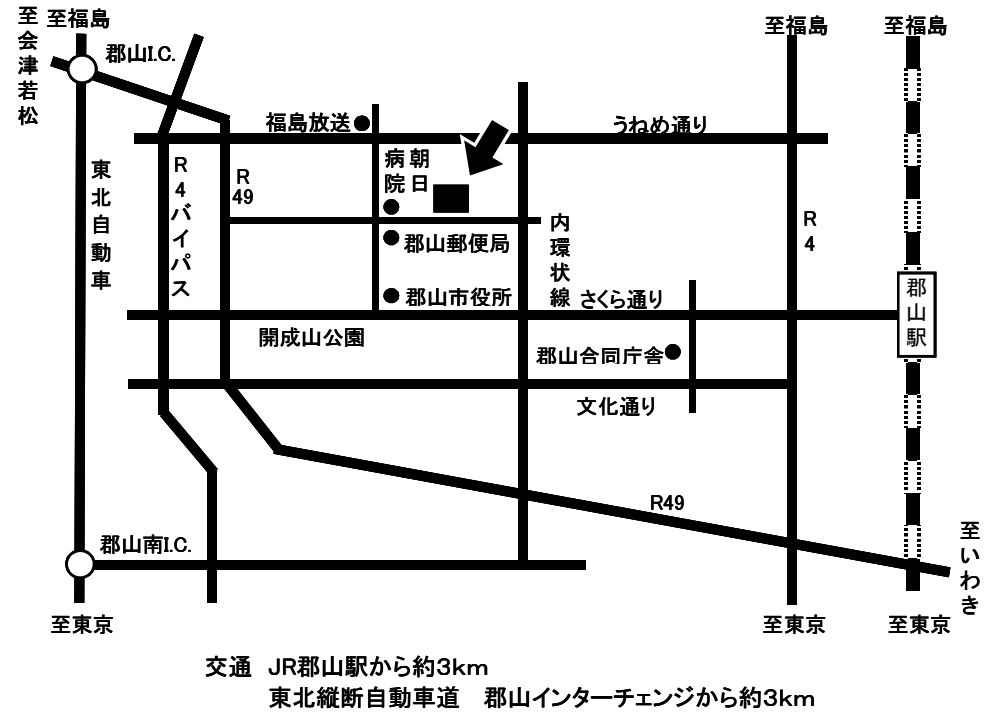 至福島
至会津若松
郡山I.C.
至福島
至福島
福島放送
うねめ通り
朝日
病院
東北自動車
R4バイパス
R49
R4
郡山郵便局
内環状線
郡山市役所
さくら通り
郡山駅
開成山公園
郡山合同庁舎
文化通り
R49
郡山南I.C.
至いわき
至東京
至東京
至東京
交通 JR郡山駅から約3km
東北縦断自動車道 郡山インターチェンジから約3km